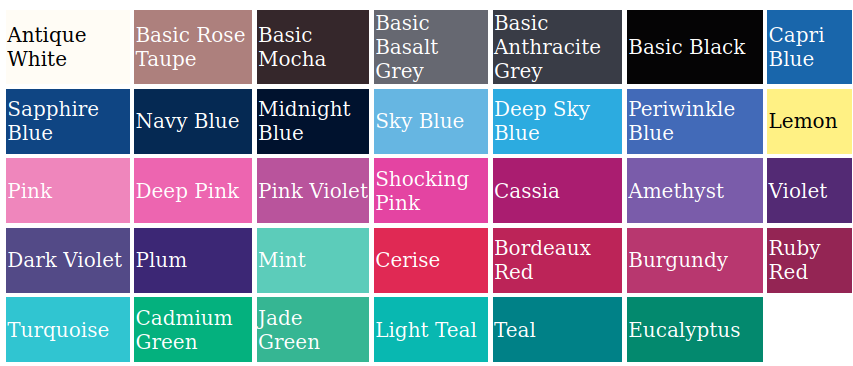 Antique
White
Basic Rose
Taupe
Basic
Mocha
Basic
Basalt
Grey
Basic
Anthracite
Grey
Basic Black
Capri
Blue
Sapphire
Blue
Navy Blue
Midnight
Blue
Sky Blue
Deep Sky
Blue
Periwinkle
Blue
Lemon
Pink
Deep Pink
Pink Violet
Shocking
Pink
Cassia
Amethyst
Violet
Dark Violet
Plum
Mint
Cerise
Bordeaux
Red
Burgundy
Ruby
Red
Turquoise
Cadmium
Green
Jade
Green
Light Teal
Teal
Eucalyptus